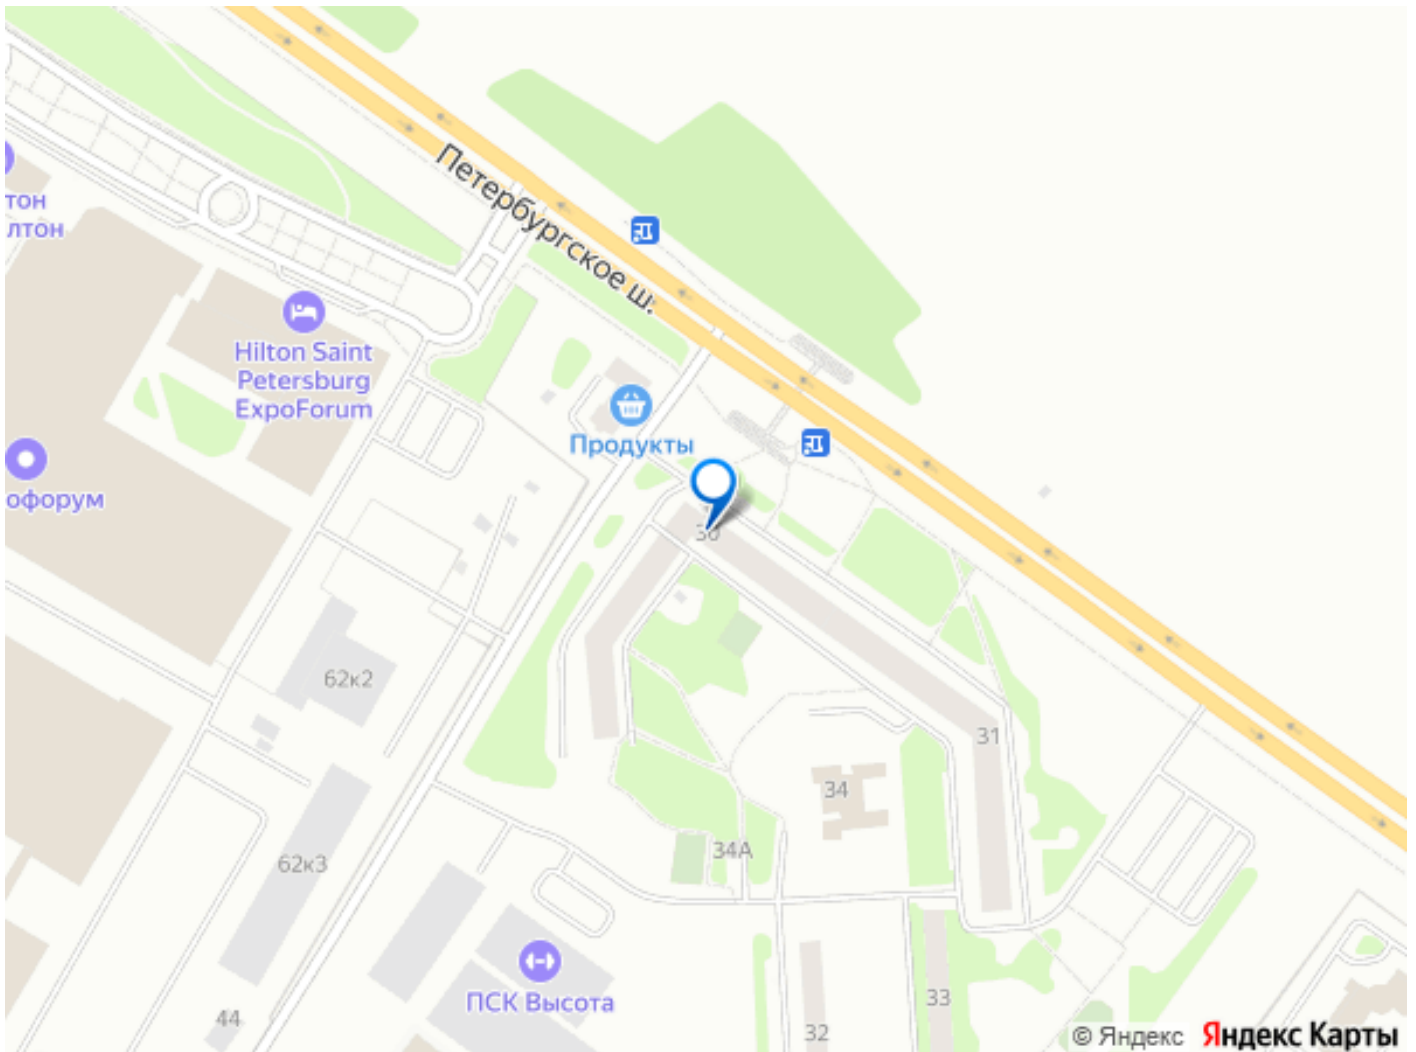 Петербургское ш.
тон
лтон
Hilton Saint
Petersburg
ExpoForum
Продукты
офорум
30
62к2
31
34
34А
62к3
ПСК Высота
33
44
32
© Яндекс Яндекс Карты